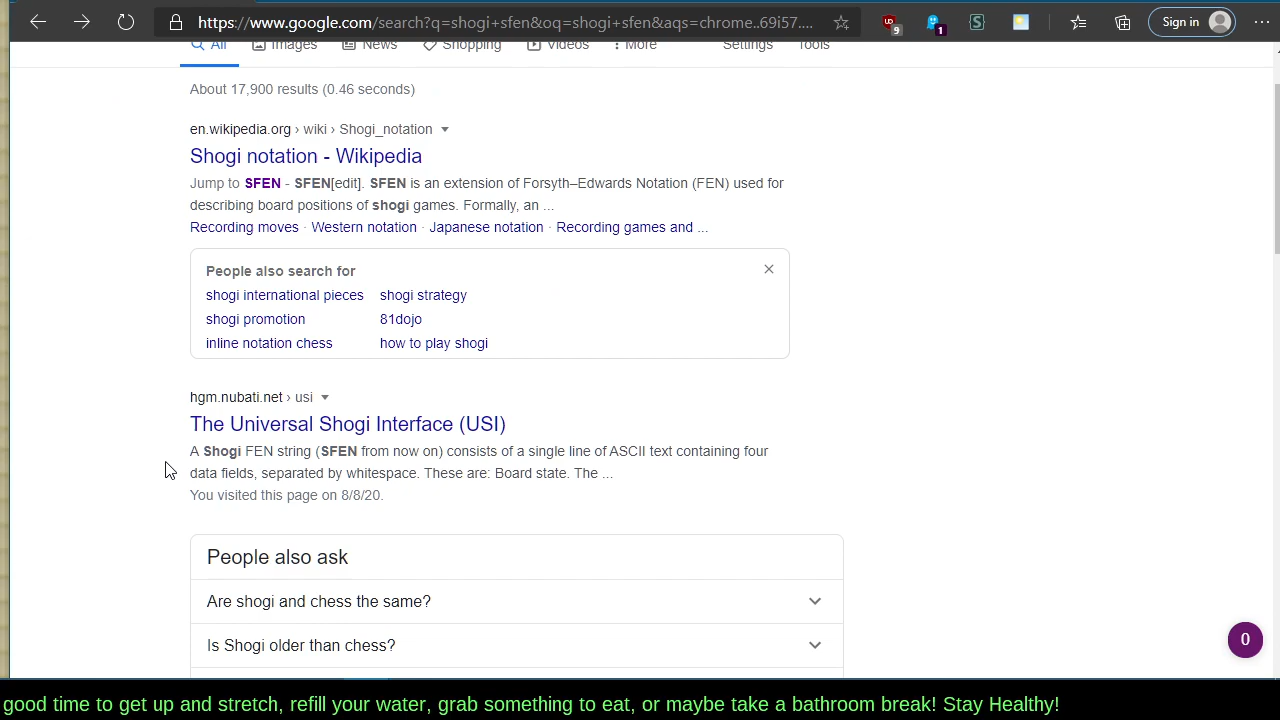 https://www.google.com/search?q=shogi+sfen&oq=shogi+sfen&aqs=chrome..69i57....
9
1
S
Sign in
All
Images
News
Shopping
Videos
More
Settings
Tools
About 17,900 results (0.46 seconds)
en.wikipedia.org › wiki › Shogi_notation
Shogi notation - Wikipedia
Jump to SFEN - SFEN[edit]. SFEN is an extension of Forsyth–Edwards Notation (FEN) used for
describing board positions of shogi games. Formally, an ...
Recording moves · Western notation · Japanese notation · Recording games and ...
People also search for
shogi international pieces
shogi strategy
shogi promotion
81dojo
inline notation chess
how to play shogi
hgm.nubati.net › usi
The Universal Shogi Interface (USI)
A Shogi FEN string (SFEN from now on) consists of a single line of ASCII text containing four
data fields, separated by whitespace. These are: Board state. The ...
You visited this page on 8/8/20.
People also ask
Are shogi and chess the same?
Is Shogi older than chess?
0
good time to get up and stretch, refill your water, grab something to eat, or maybe take a bathroom break! Stay Healthy!